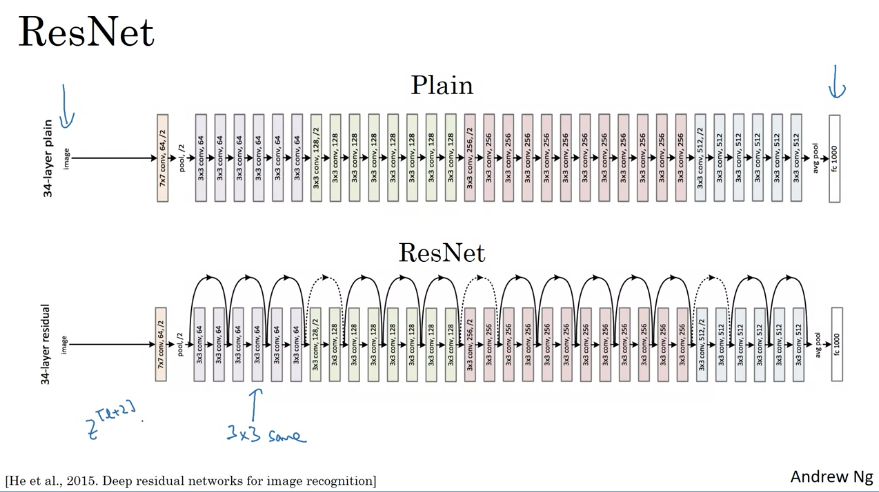 ResNet
Plain
34-layer plain
image
7x7 conv, 64, /2
pool, /2
3x3 conv, 64
3x3 conv, 64
3x3 conv, 64
3x3 conv, 64
3x3 conv, 64
3x3 conv, 64
3x3 conv, 128, /2
3x3 conv, 128
3x3 conv, 128
3x3 conv, 128
3x3 conv, 128
3x3 conv, 128
3x3 conv, 128
3x3 conv, 128
3x3 conv, 256, /2
3x3 conv, 256
3x3 conv, 256
3x3 conv, 256
3x3 conv, 256
3x3 conv, 256
3x3 conv, 256
3x3 conv, 256
3x3 conv, 256
3x3 conv, 256
3x3 conv, 256
3x3 conv, 256
3x3 conv, 512, /2
3x3 conv, 512
3x3 conv, 512
3x3 conv, 512
3x3 conv, 512
3x3 conv, 512
avg pool
fc 1000
ResNet
34-layer residual
image
7x7 conv, 64, /2
pool, /2
3x3 conv, 64
3x3 conv, 64
3x3 conv, 64
3x3 conv, 64
3x3 conv, 64
3x3 conv, 64
3x3 conv, 128, /2
3x3 conv, 128
3x3 conv, 128
3x3 conv, 128
3x3 conv, 128
3x3 conv, 128
3x3 conv, 128
3x3 conv, 128
3x3 conv, 256, /2
3x3 conv, 256
3x3 conv, 256
3x3 conv, 256
3x3 conv, 256
3x3 conv, 256
3x3 conv, 256
3x3 conv, 256
3x3 conv, 256
3x3 conv, 256
3x3 conv, 256
3x3 conv, 256
3x3 conv, 512, /2
3x3 conv, 512
3x3 conv, 512
3x3 conv, 512
3x3 conv, 512
3x3 conv, 512
avg pool
fc 1000
z[l+2]
3x3 same
[He et al., 2015. Deep residual networks for image recognition]
Andrew Ng